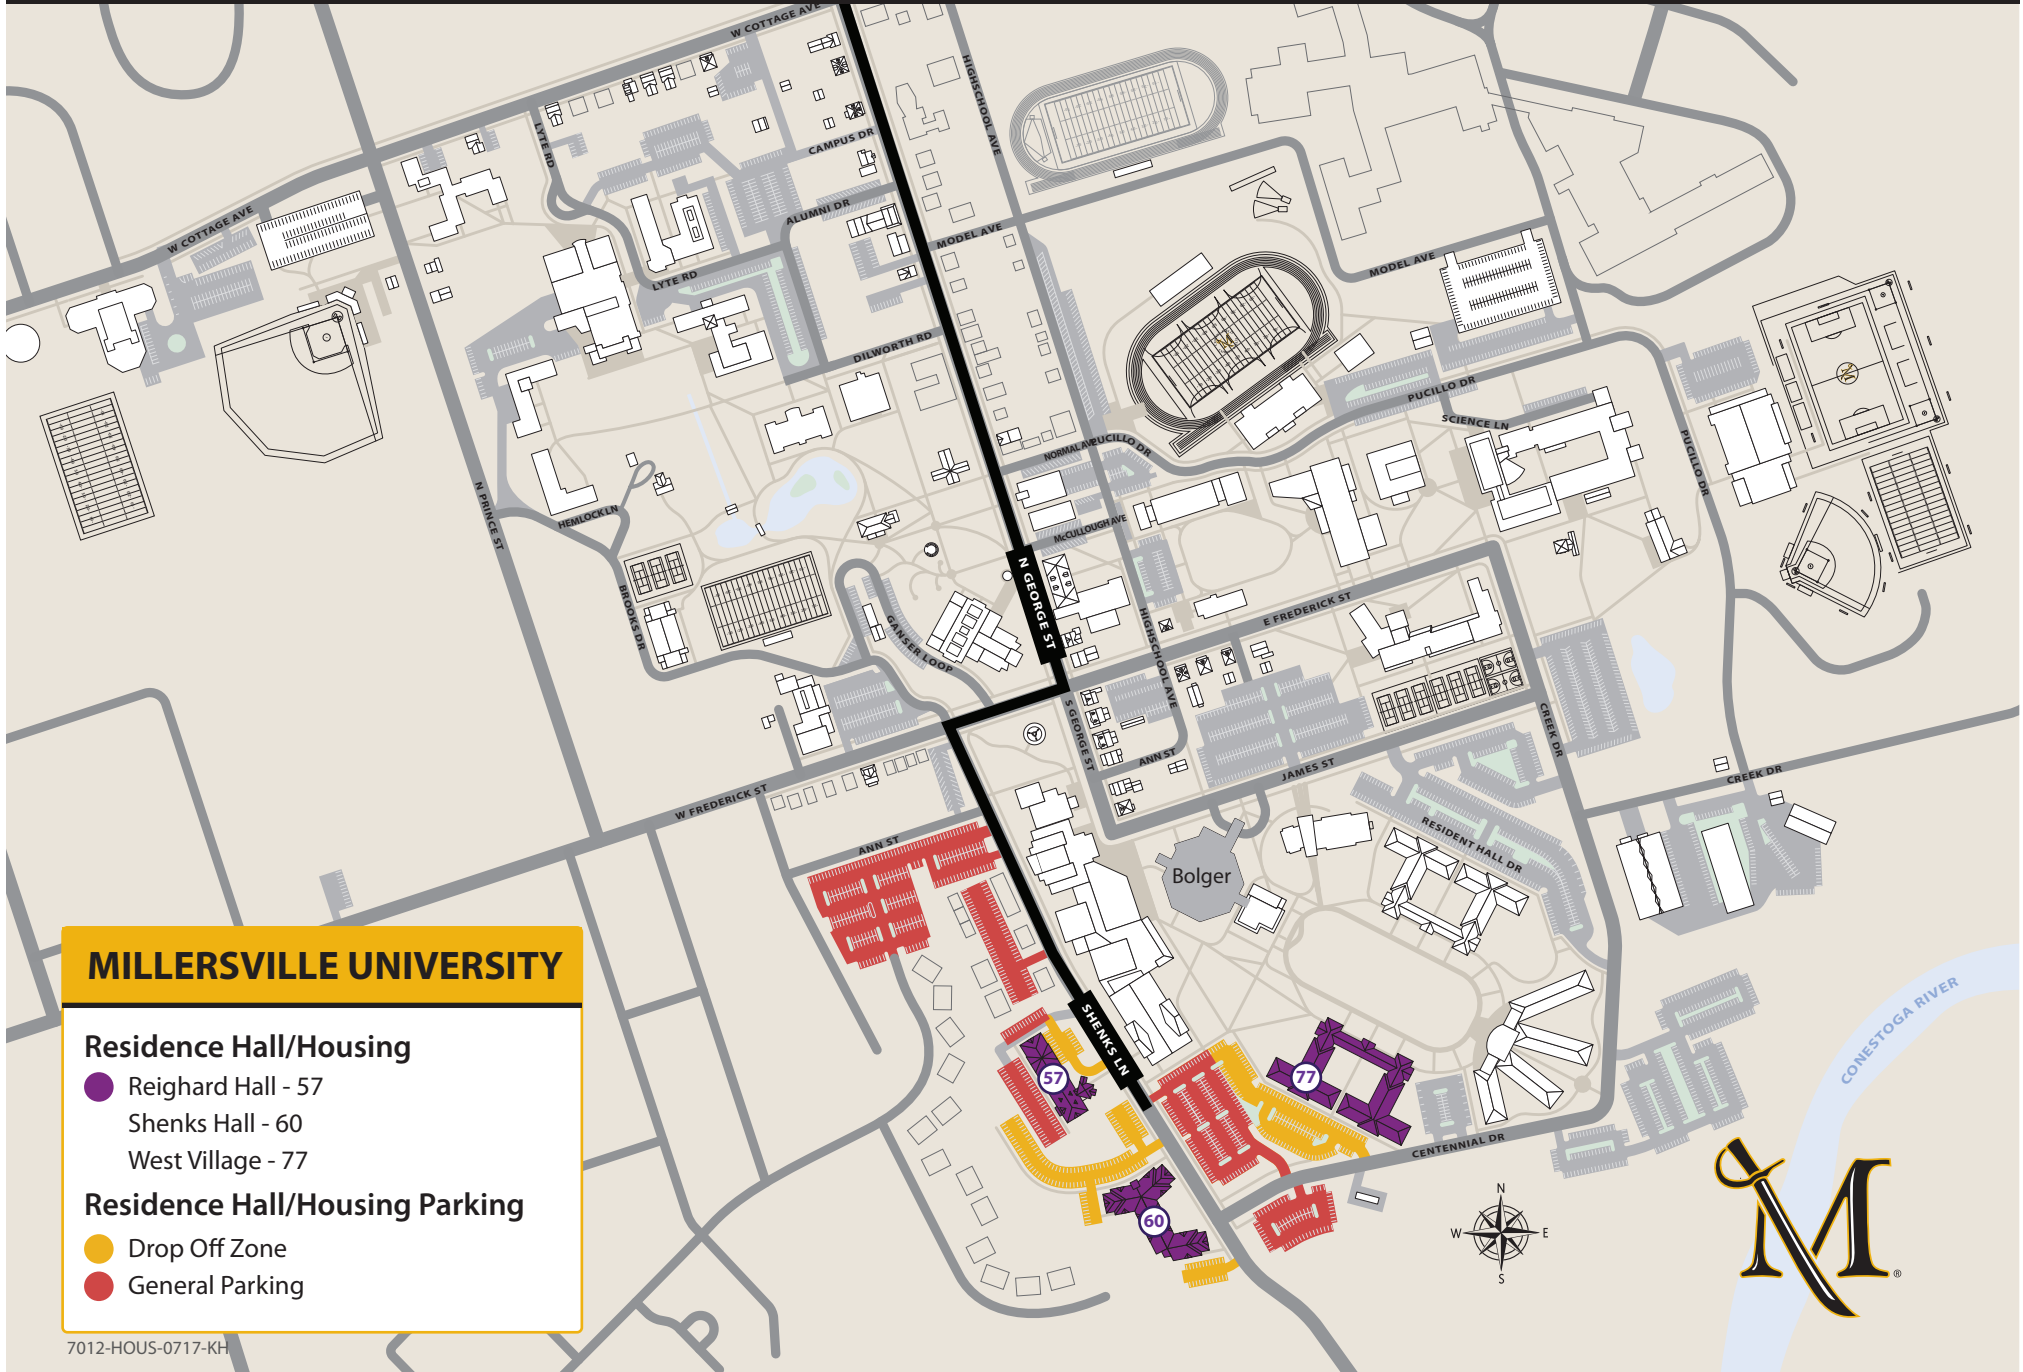 W COTTAGE AVE
HIGHSCHOOL AVE
LYTE RD
CAMPUS DR
ALUMNI DR
W COTTAGE AVE
MODEL AVE
MODEL AVE
LYTE RD
DILWORTH RD
PUCILLO DR
SCIENCE LN
NORMAL AVE
PUCILLO DR
PUCILLO DR
N PRINCE ST
HEMLOCK LN
McCULLOUGH AVE
N GEORGE ST
BROOKS DR
GANSER LOOP
HIGHSCHOOL AVE
E FREDERICK ST
S GEORGE ST
ANN ST
JAMES ST
CREEK DR
CREEK DR
W FREDERICK ST
ANN ST
RESIDENT HALL DR
Bolger
SHENKS LN
57
77
60
CENTENNIAL DR
CONESTOGA RIVER
N
W
E
S
M
M
M
®
MILLERSVILLE UNIVERSITY
Residence Hall/Housing
Reighard Hall - 57
Shenks Hall - 60
West Village - 77
Residence Hall/Housing Parking
Drop Off Zone
General Parking
7012-HOUS-0717-KH